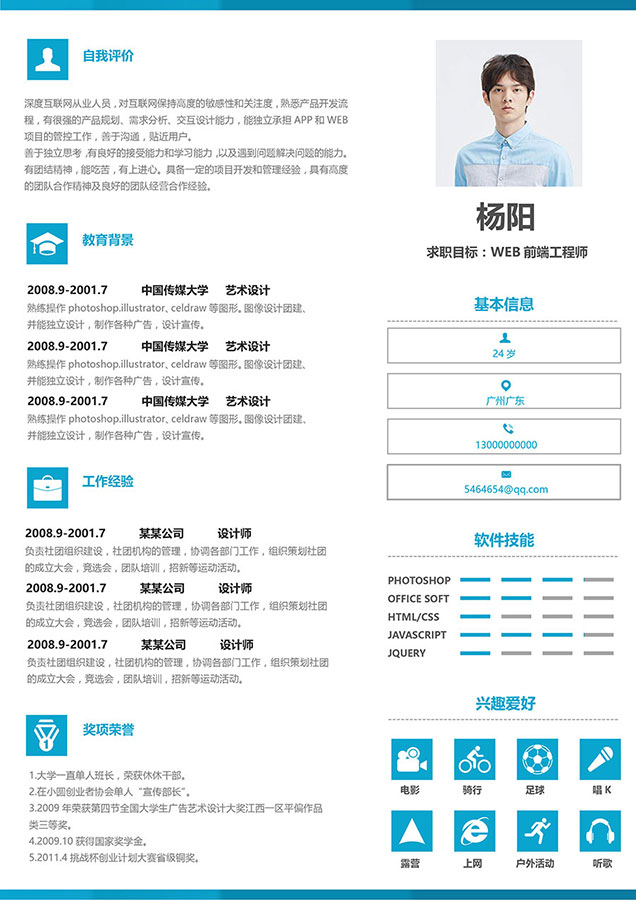 自我评价
深度互联网从业人员，对互联网保持高度的敏感性和关注度，熟悉产品开发流
程，有很强的产品规划、需求分析、交互设计能力，能独立承担 APP 和 WEB
项目的管控工作，善于沟通，贴近用户。
善于独立思考，有良好的接受能力和学习能力，以及遇到问题解决问题的能力。
有团结精神，能吃苦，有上进心。具备一定的项目开发和管理经验，具有高度
的团队合作精神及良好的团队经营合作经验。
教育背景
2008.9-2001.7 中国传媒大学 艺术设计
熟练操作 photoshop.illustrator、celdraw 等图形。图像设计团建、
并能独立设计，制作各种广告，设计宣传。
2008.9-2001.7 中国传媒大学 艺术设计
熟练操作 photoshop.illustrator、celdraw 等图形。图像设计团建、
并能独立设计，制作各种广告，设计宣传。
2008.9-2001.7 中国传媒大学 艺术设计
熟练操作 photoshop.illustrator、celdraw 等图形。图像设计团建、
并能独立设计，制作各种广告，设计宣传。
工作经验
2008.9-2001.7 某某公司 设计师
负责社团组织建设，社团机构的管理，协调各部门工作，组织策划社团
的成立大会，竞选会，团队培训，招新等运动活动。
2008.9-2001.7 某某公司 设计师
负责社团组织建设，社团机构的管理，协调各部门工作，组织策划社团
的成立大会，竞选会，团队培训，招新等运动活动。
2008.9-2001.7 某某公司 设计师
负责社团组织建设，社团机构的管理，协调各部门工作，组织策划社团
的成立大会，竞选会，团队培训，招新等运动活动。
1
奖项荣誉
1.大学一直单人班长，荣获休休干部。
2.在小圆创业者协会单人“宣传部长”。
3.2009 年荣获第四节全国大学生广告艺术设计大奖江西一区平偏作品
类三等奖。
4.2009.10 获得国家奖学金。
5.2011.4 挑战杯创业计划大赛省级铜奖。
杨阳
求职目标：WEB 前端工程师
基本信息
24 岁
广州广东
13000000000
5464654@qq.com
软件技能
PHOTOSHOP
OFFICE SOFT
HTML/CSS
JAVASCRIPT
JQUERY
兴趣爱好
电影 骑行 足球 唱 K
露营 上网 户外活动 听歌